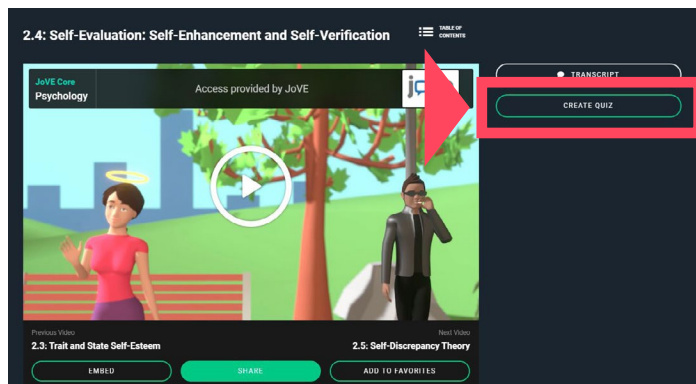 2.4: Self-Evaluation: Self-Enhancement and Self-Verification
TABLE OF
CONTENTS
JoVE Core
Psychology
Access provided by JoVE
TRANSCRIPT
CREATE QUIZ
Previous Video
2.3: Trait and State Self-Esteem
Next Video
2.5: Self-Discrepancy Theory
EMBED
SHARE
ADD TO FAVORITES